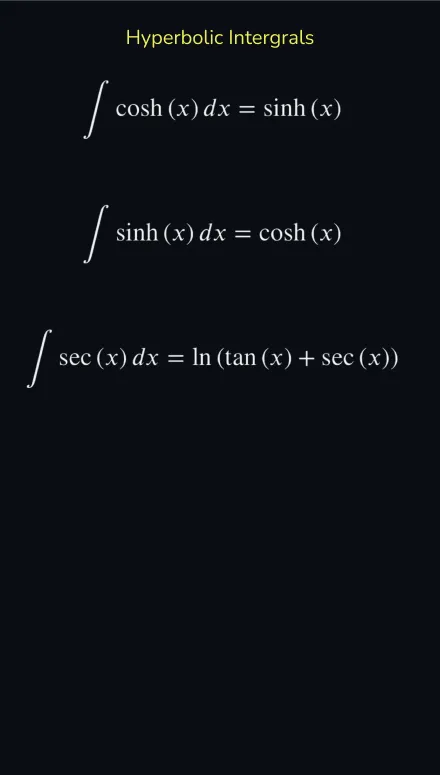 Hyperbolic Intergrals
∫ cosh (x) dx = sinh (x)
∫ sinh (x) dx = cosh (x)
∫ sec (x) dx = ln (tan (x) + sec (x))